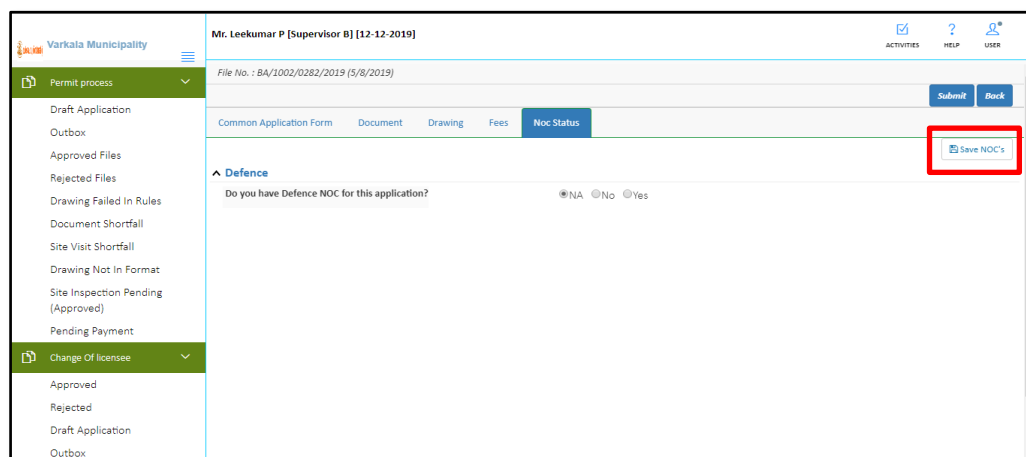 Varkala Municipality
Mr. Leekumar P [Supervisor B] [12-12-2019]
ACTIVITIES
?
HELP
USER
Permit process
Draft Application
Outbox
Approved Files
Rejected Files
Drawing Failed In Rules
Document Shortfall
Site Visit Shortfall
Drawing Not In Format
Site Inspection Pending
(Approved)
Pending Payment
Change Of licensee
Approved
Rejected
Draft Application
Outbox
File No. : BA/1002/0282/2019 (5/8/2019)
Submit Back
Common Application Form Document Drawing Fees Noc Status
Save NOC's
Defence
Do you have Defence NOC for this application? NA No Yes